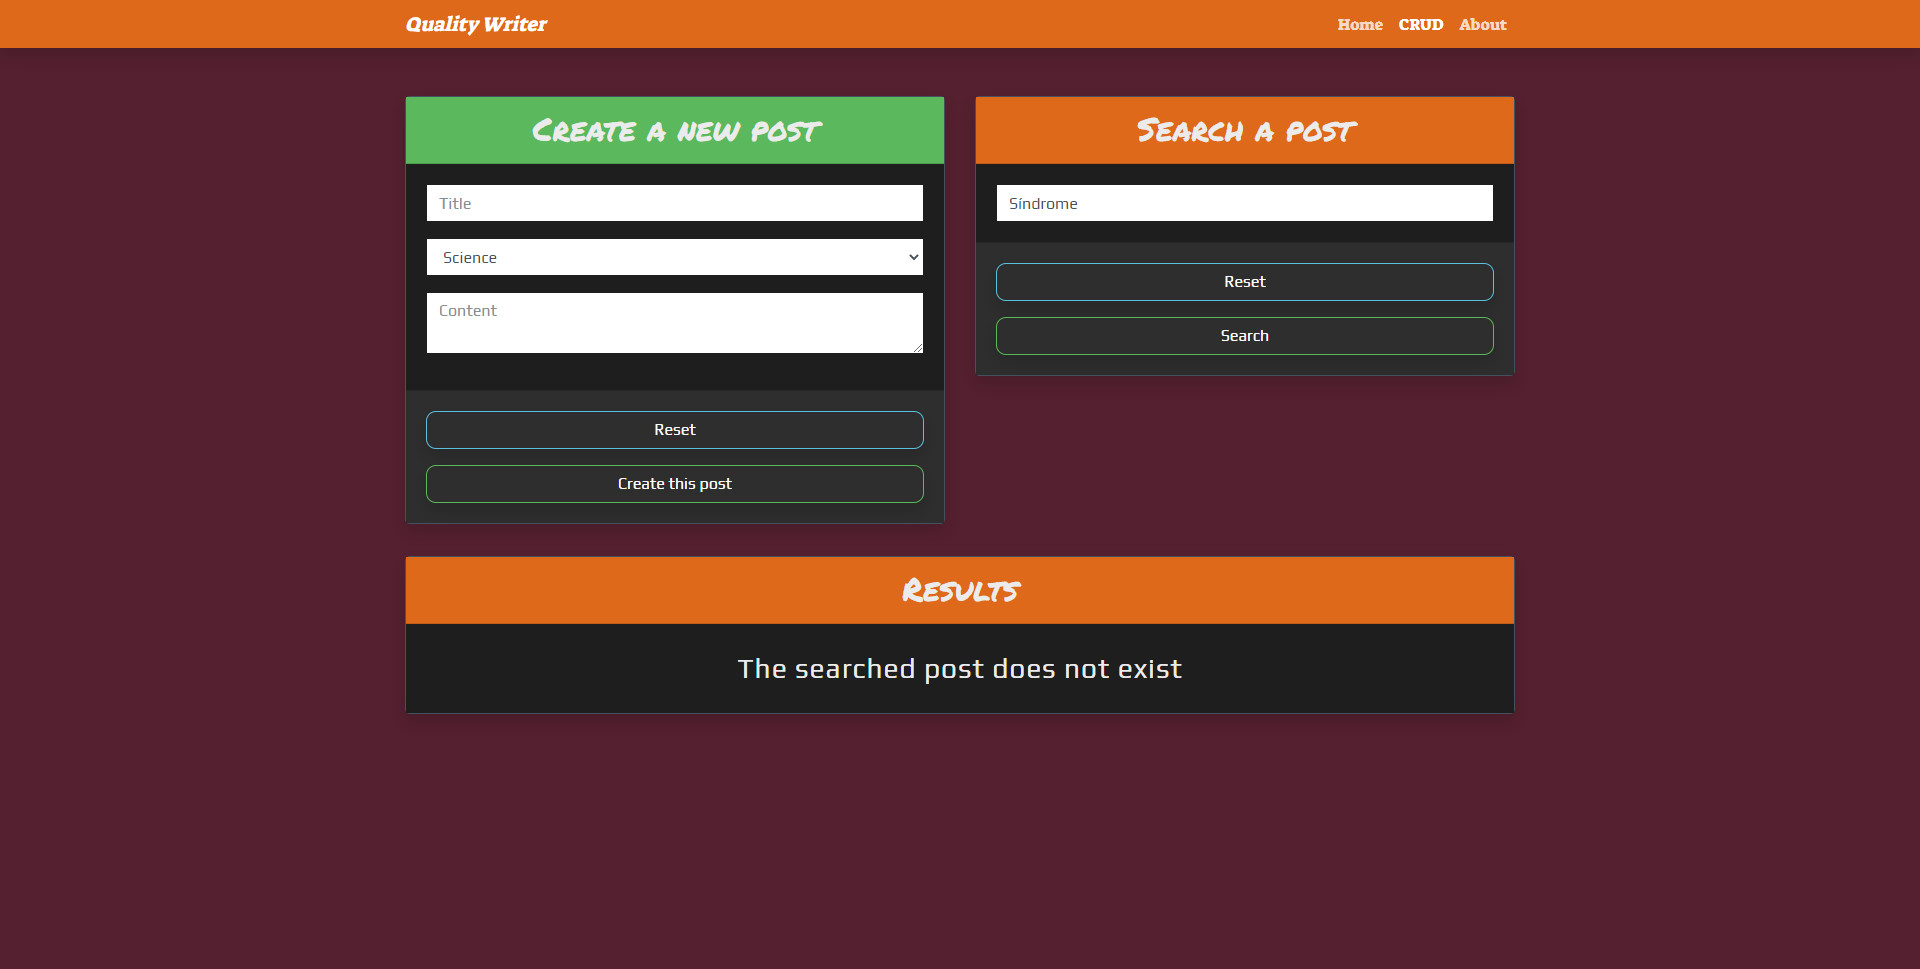 Quality Writer
Home CRUD About
Create a new post
Title
Science
Content
Reset
Create this post
Search a post
Síndrome
Reset
Search
Results
The searched post does not exist